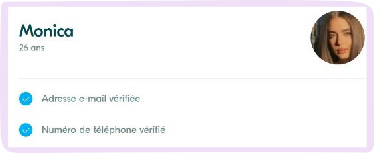 Monica
26 ans
Adresse e-mail vérifiée
Numéro de téléphone vérifié